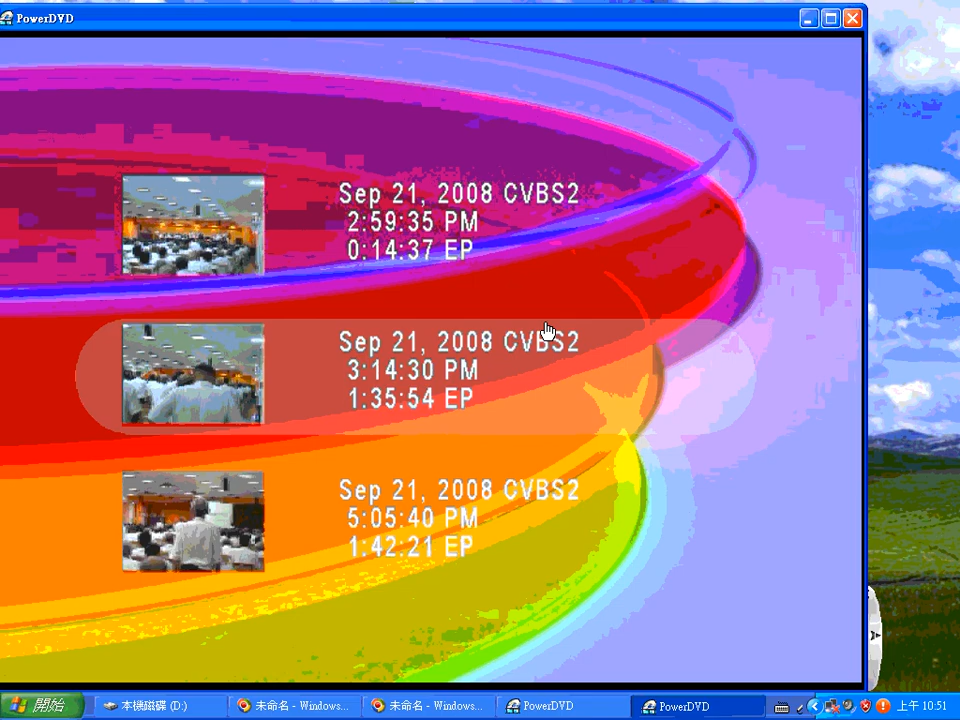 PowerDVD
Sep 21, 2008 CVBS2
2:59:35 PM
0:14:37 EP
Sep 21, 2008 CVBS2
3:14:30 PM
1:35:54 EP
Sep 21, 2008 CVBS2
5:05:40 PM
1:42:21 EP
開始
本機磁碟 (D:)
未命名 - Windows...
未命名 - Windows...
PowerDVD
PowerDVD
上午 10:51